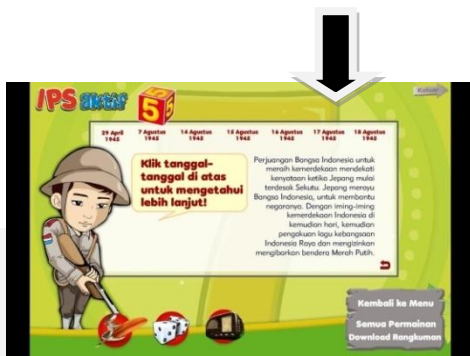 IPS aktif 5
29 April 7 Agustus 14 Agustus 15 Agustus 16 Agustus 17 Agustus 18 Agustus
1945 1945 1945 1945 1945 1945 1945
Klik tanggal-
tanggal di atas
untuk mengetahui
lebih lanjut!
Perjuangan Bangsa Indonesia untuk
meraih kemerdekaan mendekati
kenyataan ketika Jepang mulai
terdesak Sekutu. Jepang merayu
Bangsa Indonesia, untuk membantu
negaranya. Dengan iming-iming
kemerdekaan Indonesia di
kemudian hari, kemudian
pengakuan lagu kebangsaan
Indonesia Raya dan mengizinkan
mengibarkan bendera Merah Putih.
Kembali ke Menu
Semua Permainan
Download Rangkuman